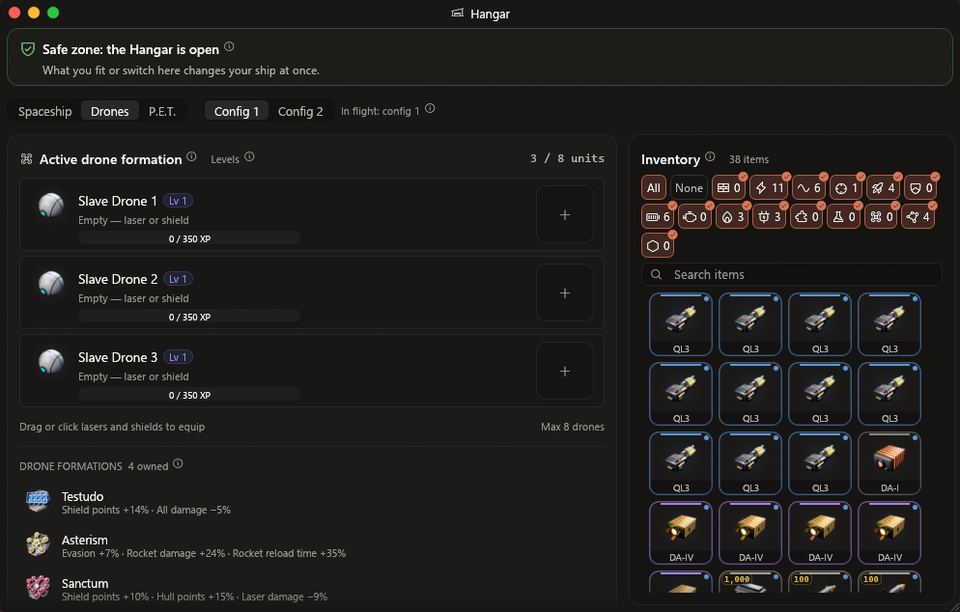 Hangar
Safe zone: the Hangar is open
What you fit or switch here changes your ship at once.
Spaceship Drones P.E.T. Config 1 Config 2 In flight: config 1
Active drone formation Levels 3 / 8 units
Slave Drone 1 Lv 1
Empty — laser or shield
0 / 350 XP
Slave Drone 2 Lv 1
Empty — laser or shield
0 / 350 XP
Slave Drone 3 Lv 1
Empty — laser or shield
0 / 350 XP
Drag or click lasers and shields to equip Max 8 drones
DRONE FORMATIONS 4 owned
Testudo
Shield points +14% · All damage −5%
Asterism
Evasion +7% · Rocket damage +24% · Rocket reload time +35%
Sanctum
Shield points +10% · Hull points +15% · Laser damage −9%
Inventory 38 items
All None 0 11 6 1 4 0
6 0 3 3 0 0 0 4
0
Search items
QL3 QL3 QL3 QL3
QL3 QL3 QL3 QL3
QL3 QL3 QL3 DA-I
DA-IV DA-IV DA-IV DA-IV
1,000 100 100